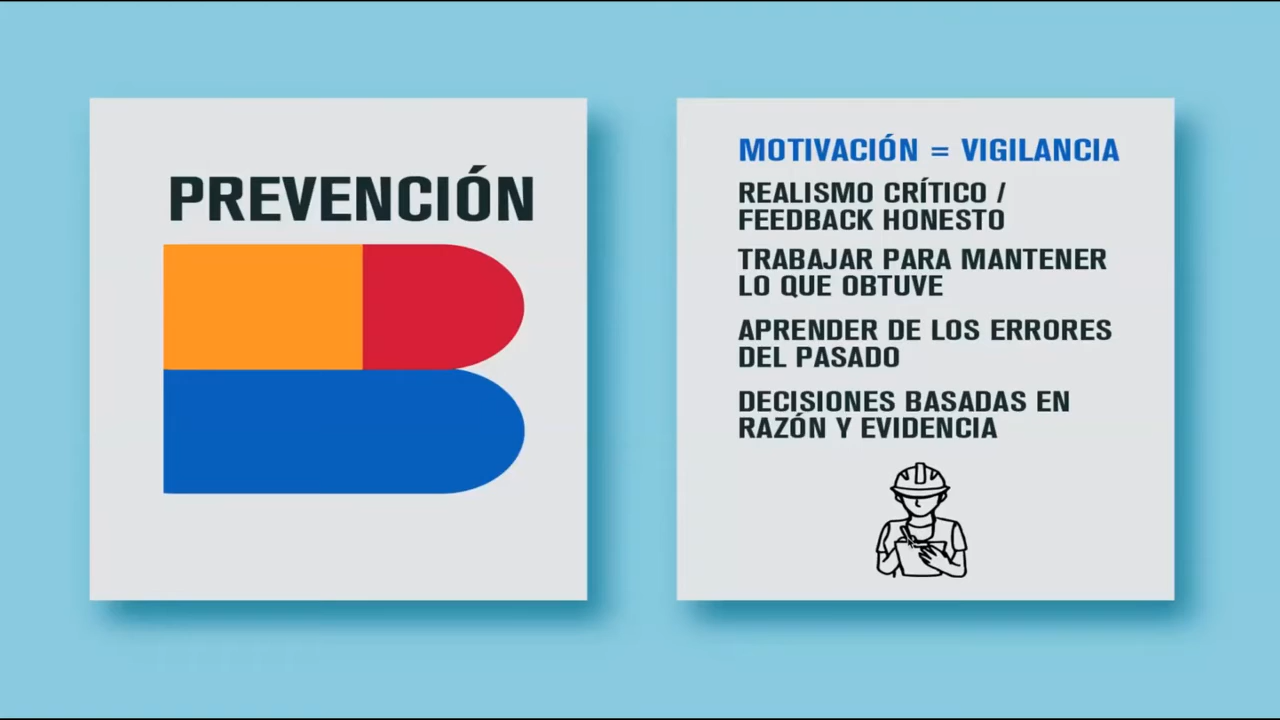 PREVENCIÓN
MOTIVACIÓN = VIGILANCIA
REALISMO CRÍTICO /
FEEDBACK HONESTO
TRABAJAR PARA MANTENER
LO QUE OBTUVE
APRENDER DE LOS ERRORES
DEL PASADO
DECISIONES BASADAS EN
RAZÓN Y EVIDENCIA